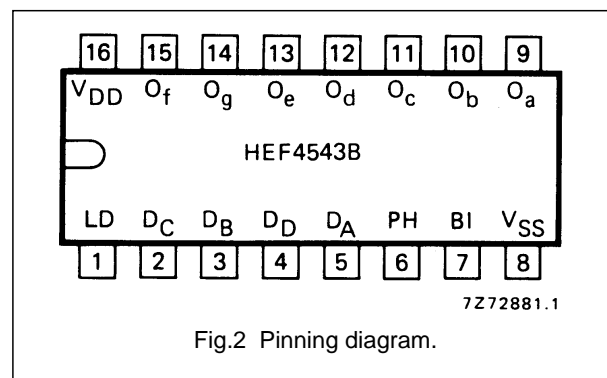 16 15 14 13 12 11 10 9
VDD Of Og Oe Od Oc Ob Oa
HEF4543B
LD DC DB DD DA PH BI VSS
1 2 3 4 5 6 7 8
7Z72881.1
Fig.2 Pinning diagram.